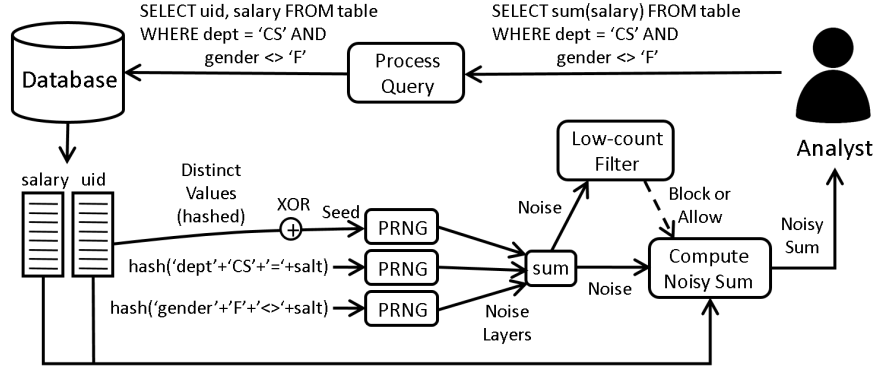 SELECT uid, salary FROM table
WHERE dept = ‘CS’ AND
gender <> ‘F’
SELECT sum(salary) FROM table
WHERE dept = ‘CS’ AND
gender <> ‘F’
Database
Process
Query
Analyst
Low-count
Filter
salary uid
Distinct
Values
(hashed)
XOR
Seed
PRNG
Noise
Block or
Allow
hash(‘dept’+‘CS’+‘=‘+salt)
PRNG
sum
Noise
Compute
Noisy Sum
Noisy
Sum
hash(‘gender’+’F’+‘<>‘+salt)
PRNG
Noise
Layers